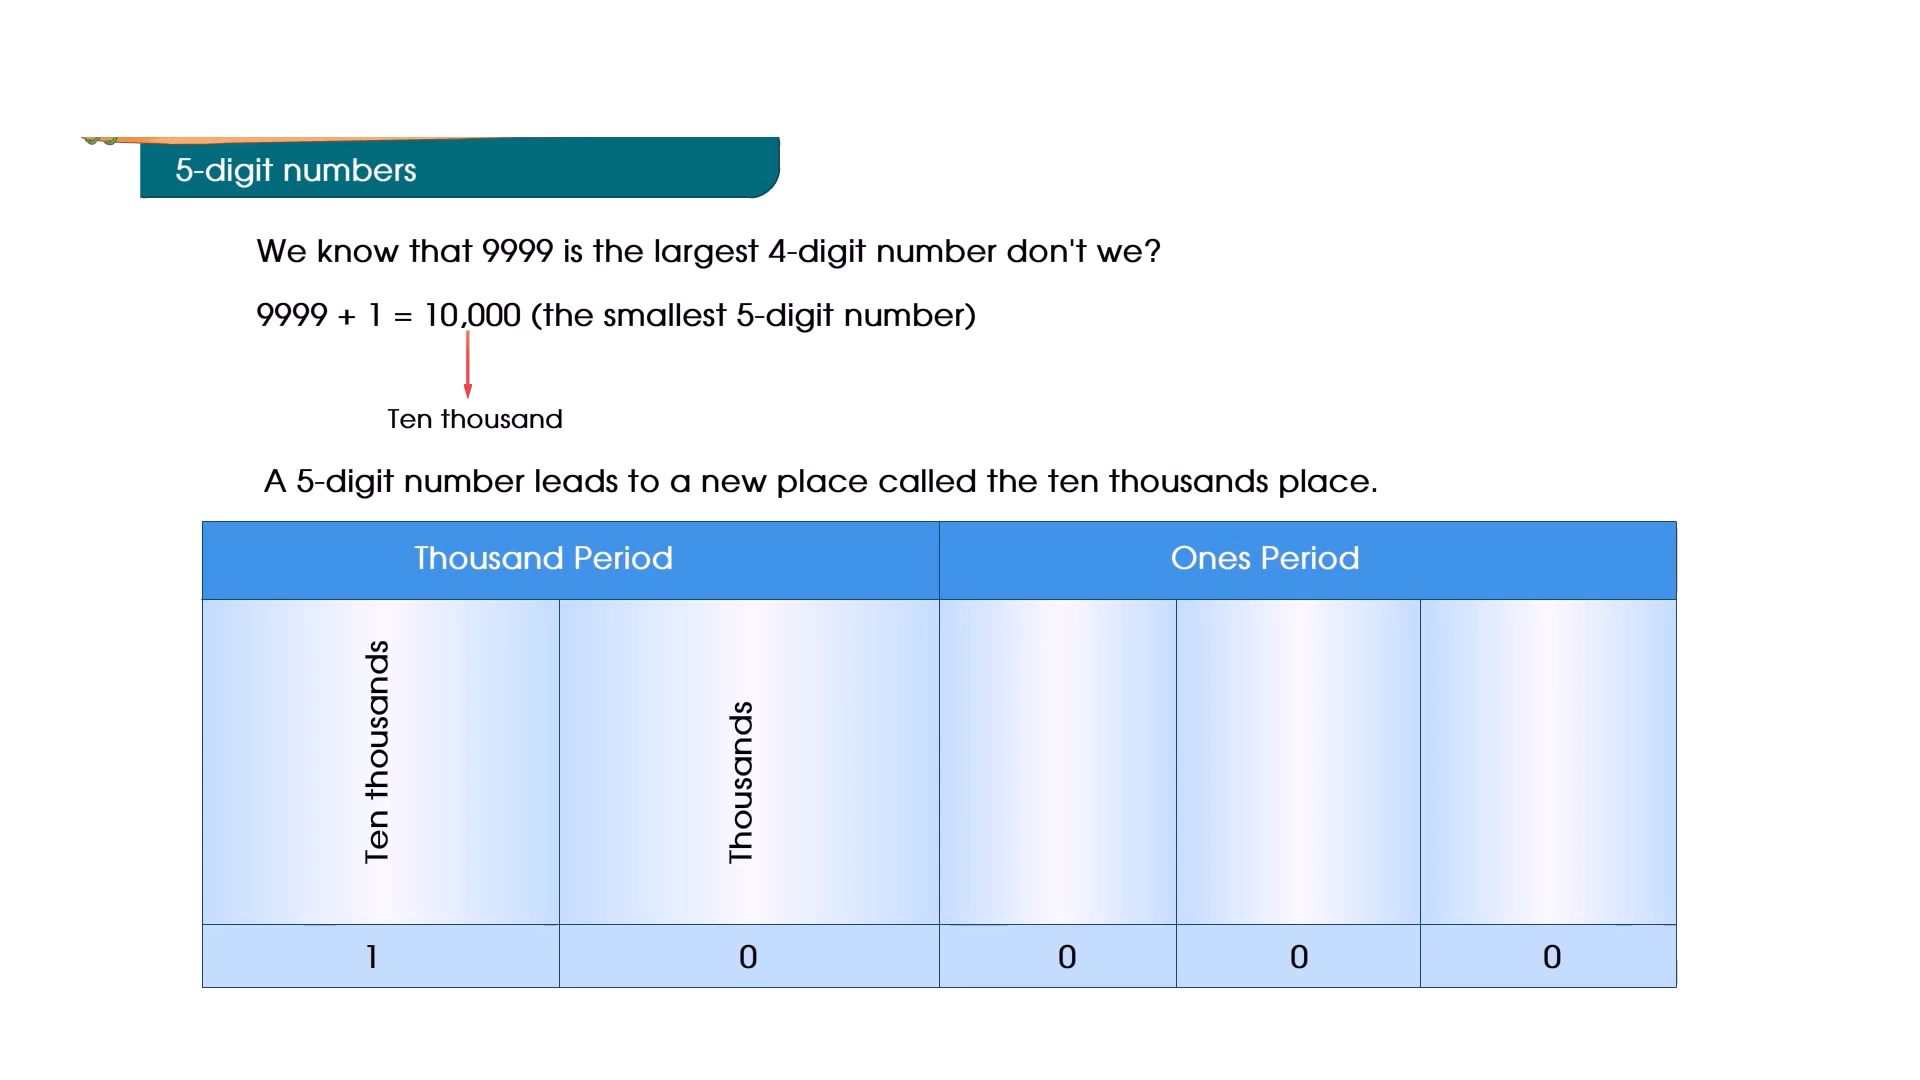 5-digit numbers
We know that 9999 is the largest 4-digit number don't we?
9999 + 1 = 10,000 (the smallest 5-digit number)
Ten thousand
A 5-digit number leads to a new place called the ten thousands place.
Thousand Period Ones Period
Ten thousands Thousands
1 0 0 0 0